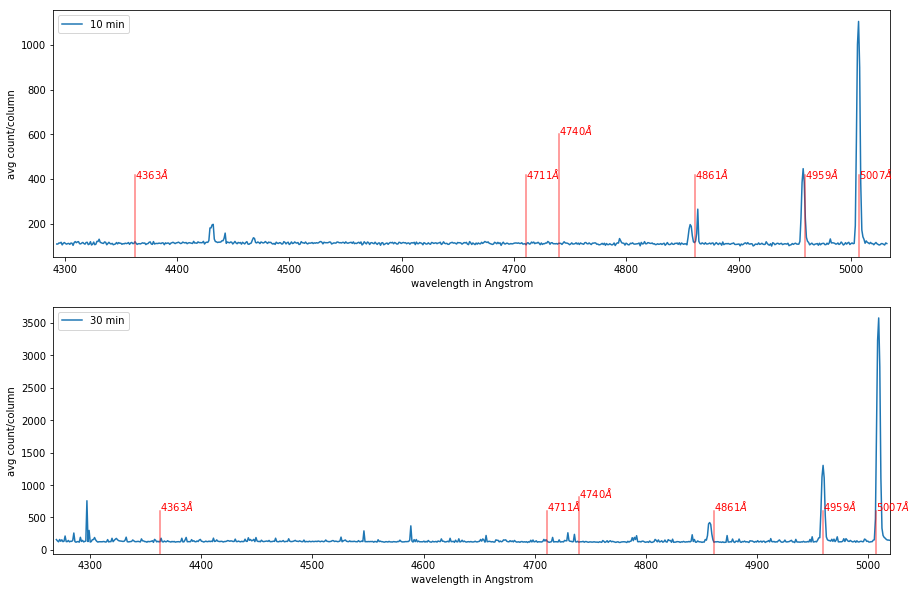 10 min
avg count/column
1000
800
600
400
200
4363Å
4711Å
4740Å
4861Å
4959Å
5007Å
4300 4400 4500 4600 4700 4800 4900 5000
wavelength in Angstrom
30 min
avg count/column
3500
3000
2500
2000
1500
1000
500
0
4363Å
4711Å
4740Å
4861Å
4959Å
5007Å
4300 4400 4500 4600 4700 4800 4900 5000
wavelength in Angstrom